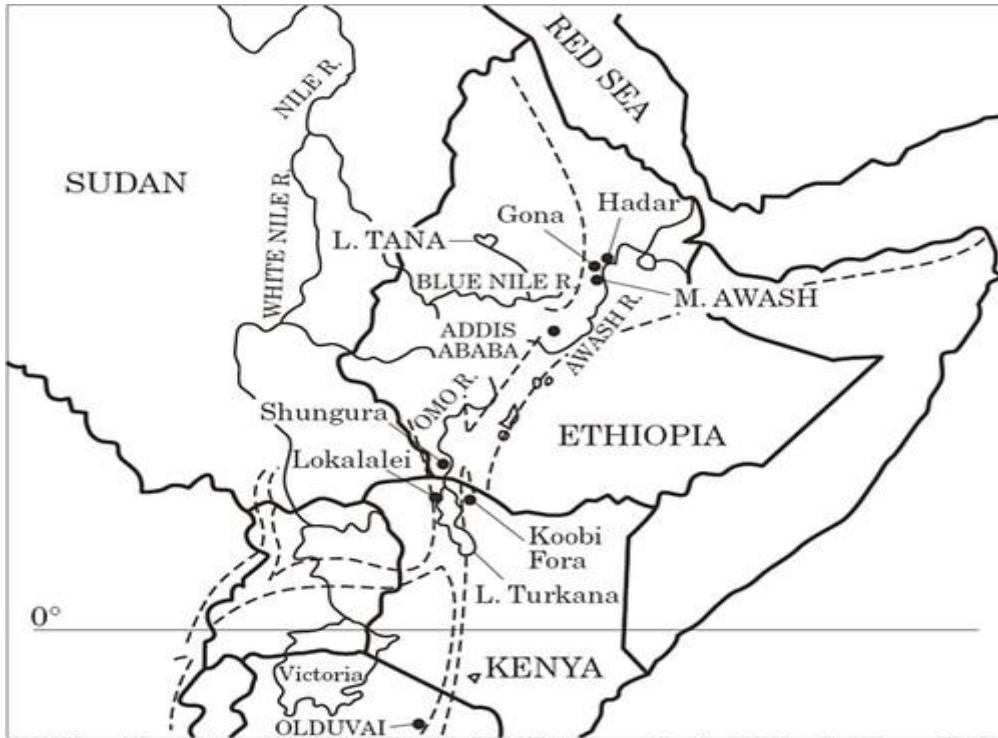 RED SEA
NILE R.
SUDAN
WHITE NILE R.
Gona
Hadar
L. TANA
BLUE NILE R.
M. AWASH
ADDIS
ABABA
AWASH R.
OMO R.
Shungura
ETHIOPIA
Lokalalei
Koobi
Fora
L. Turkana
0°
Victoria
KENYA
OLDUVAI